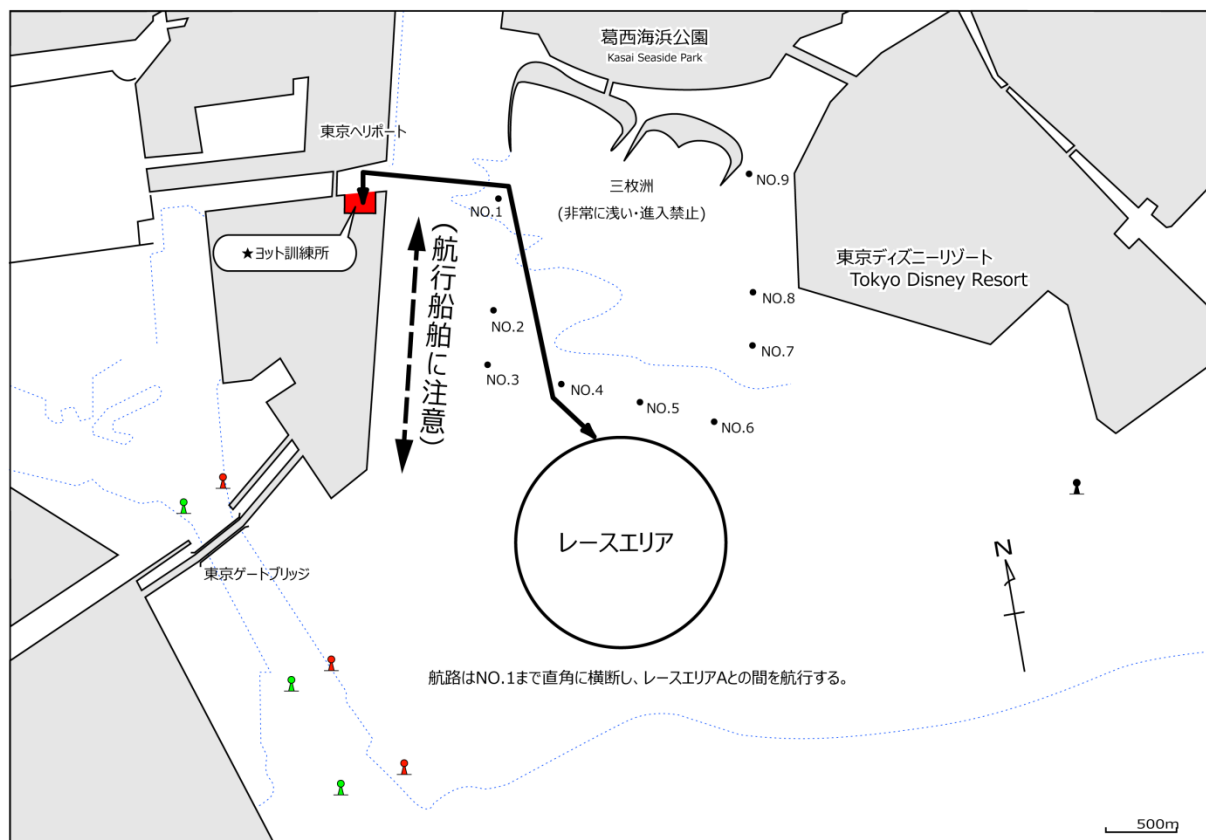 葛西海浜公園
Kasai Seaside Park
東京ヘリポート
NO.9
三枚洲
(非常に浅い・進入禁止)
NO.1
★ヨット訓練所
(航行船舶に注意)
東京ディズニーリゾート
Tokyo Disney Resort
NO.8
NO.2
NO.7
NO.3
NO.4
NO.5
NO.6
レースエリア
N
東京ゲートブリッジ
航路はNO.1まで直角に横断し、レースエリアAとの間を航行する。
500m